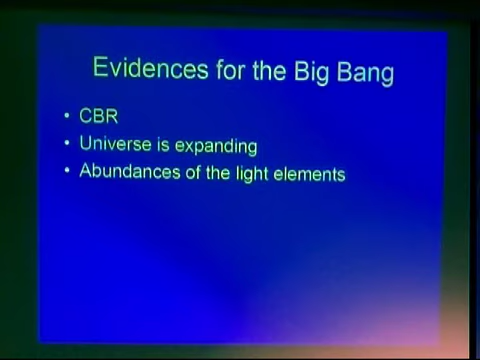 Evidences for the Big Bang
• CBR
• Universe is expanding
• Abundances of the light elements